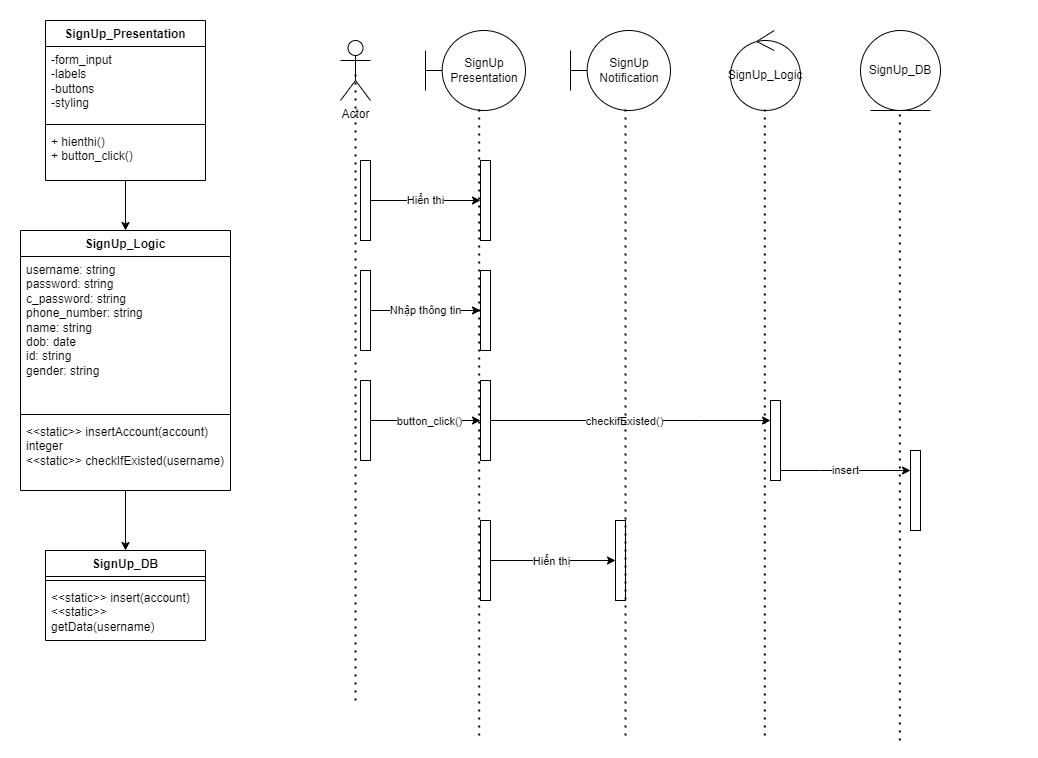 SignUp_Presentation
-form_input
-labels
-buttons
-styling
+ hienthi()
+ button_click()
SignUp_Logic
username: string
password: string
c_password: string
phone_number: string
name: string
dob: date
id: string
gender: string
<<static>> insertAccount(account)
integer
<<static>> checkIfExisted(username)
SignUp_DB
<<static>> insert(account)
<<static>>
getData(username)
Actor
SignUp
Presentation
SignUp
Notification
SignUp_Logic
SignUp_DB
Hiển thi
Nhập thông tin
button_click()
checkifExisted()
insert
Hiển thị